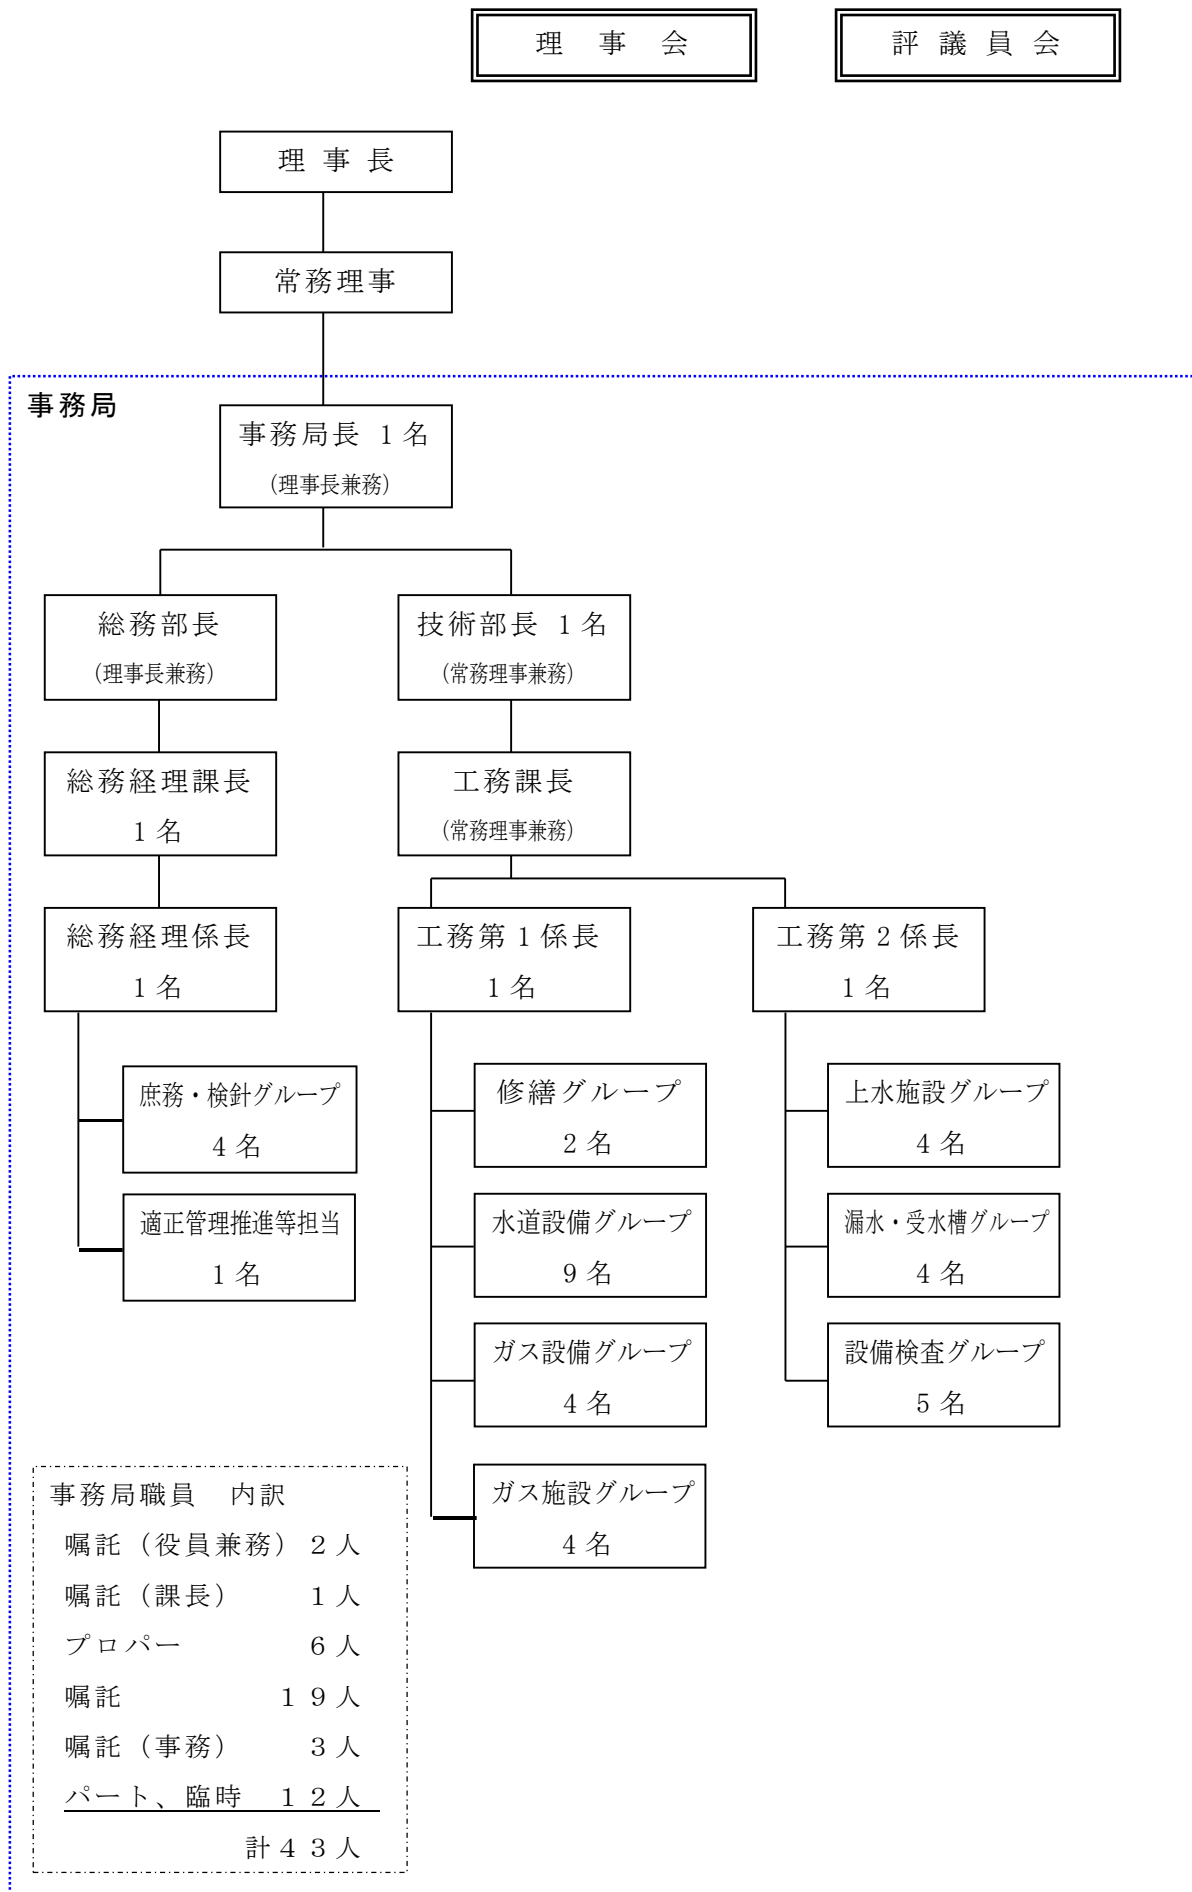 理　事　会
評 議 員 会
理 事 長
常務理事
事務局
事務局長 １名
（理事長兼務）
総務部長
（理事長兼務）
技術部長 １名
（常務理事兼務）
総務経理課長
１名
工務課長
（常務理事兼務）
総務経理係長
１名
工務第１係長
１名
工務第２係長
１名
庶務・検針グループ
４名
適正管理推進等担当
１名
修繕グループ
２名
水道設備グループ
９名
ガス設備グループ
４名
ガス施設グループ
４名
上水施設グループ
４名
漏水・受水槽グループ
４名
設備検査グループ
５名
事務局職員　内訳
嘱託（役員兼務）２人
嘱託（課長）　　１人
プロパー　　　　６人
嘱託　　　　　１９人
嘱託（事務）　　３人
パート、臨時　１２人
計４３人